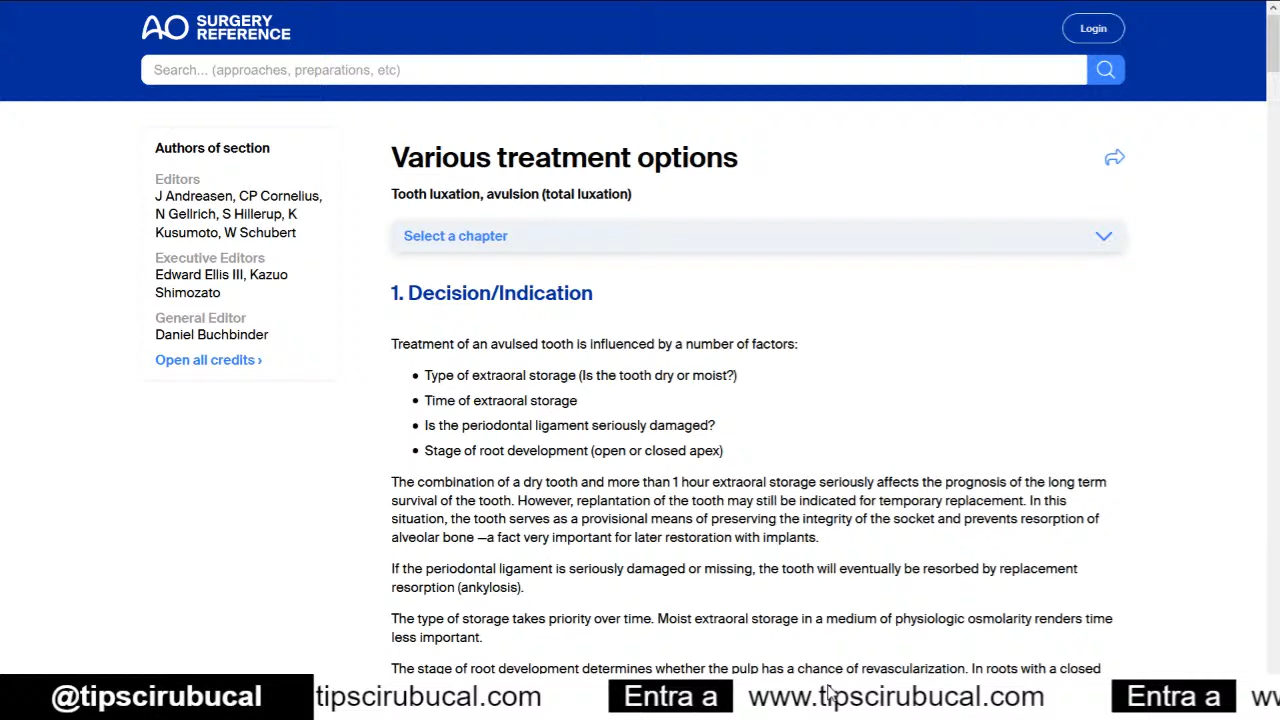 AO SURGERY
REFERENCE
Login
Search... (approaches, preparations, etc)
Authors of section
Editors
J Andreasen, CP Cornelius,
N Gellrich, S Hillerup, K
Kusumoto, W Schubert
Executive Editors
Edward Ellis III, Kazuo
Shimozato
General Editor
Daniel Buchbinder
Open all credits ›
Various treatment options
Tooth luxation, avulsion (total luxation)
Select a chapter
1. Decision/Indication
Treatment of an avulsed tooth is influenced by a number of factors:
• Type of extraoral storage (Is the tooth dry or moist?)
• Time of extraoral storage
• Is the periodontal ligament seriously damaged?
• Stage of root development (open or closed apex)
The combination of a dry tooth and more than 1 hour extraoral storage seriously affects the prognosis of the long term
survival of the tooth. However, replantation of the tooth may still be indicated for temporary replacement. In this
situation, the tooth serves as a provisional means of preserving the integrity of the socket and prevents resorption of
alveolar bone —a fact very important for later restoration with implants.
If the periodontal ligament is seriously damaged or missing, the tooth will eventually be resorbed by replacement
resorption (ankylosis).
The type of storage takes priority over time. Moist extraoral storage in a medium of physiologic osmolarity renders time
less important.
The stage of root development determines whether the pulp has a chance of revascularization. In roots with a closed
@tipscirubucal tipscirubucal.com Entra a www.tipscirubucal.com Entra a ww